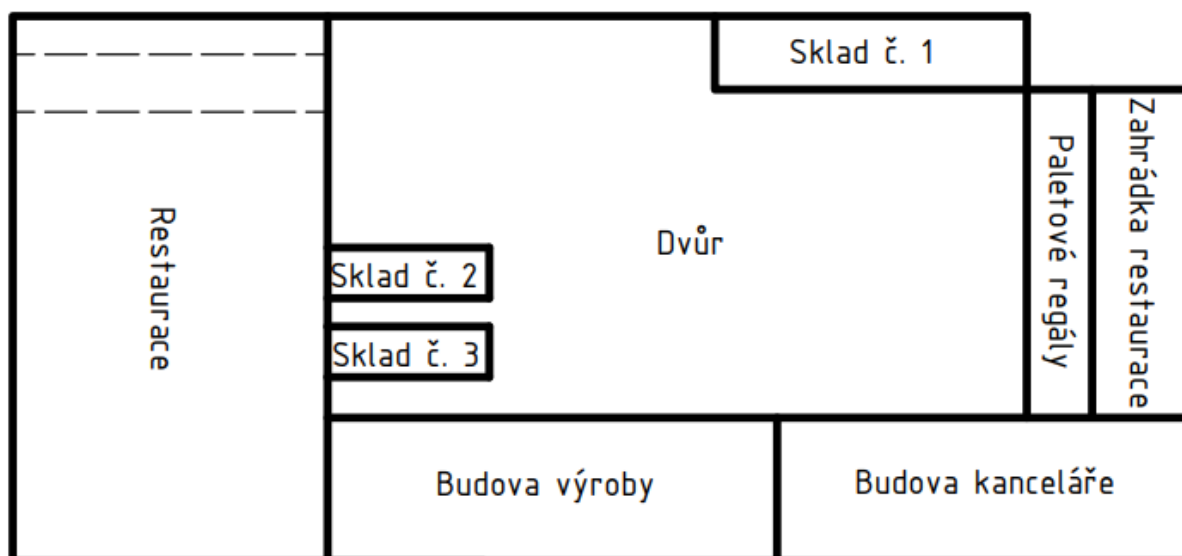 Sklad č. 1
Restaurace
Dvůr
Paletové regály
Zahrádka restaurace
Sklad č. 2
Sklad č. 3
Budova výroby
Budova kanceláře